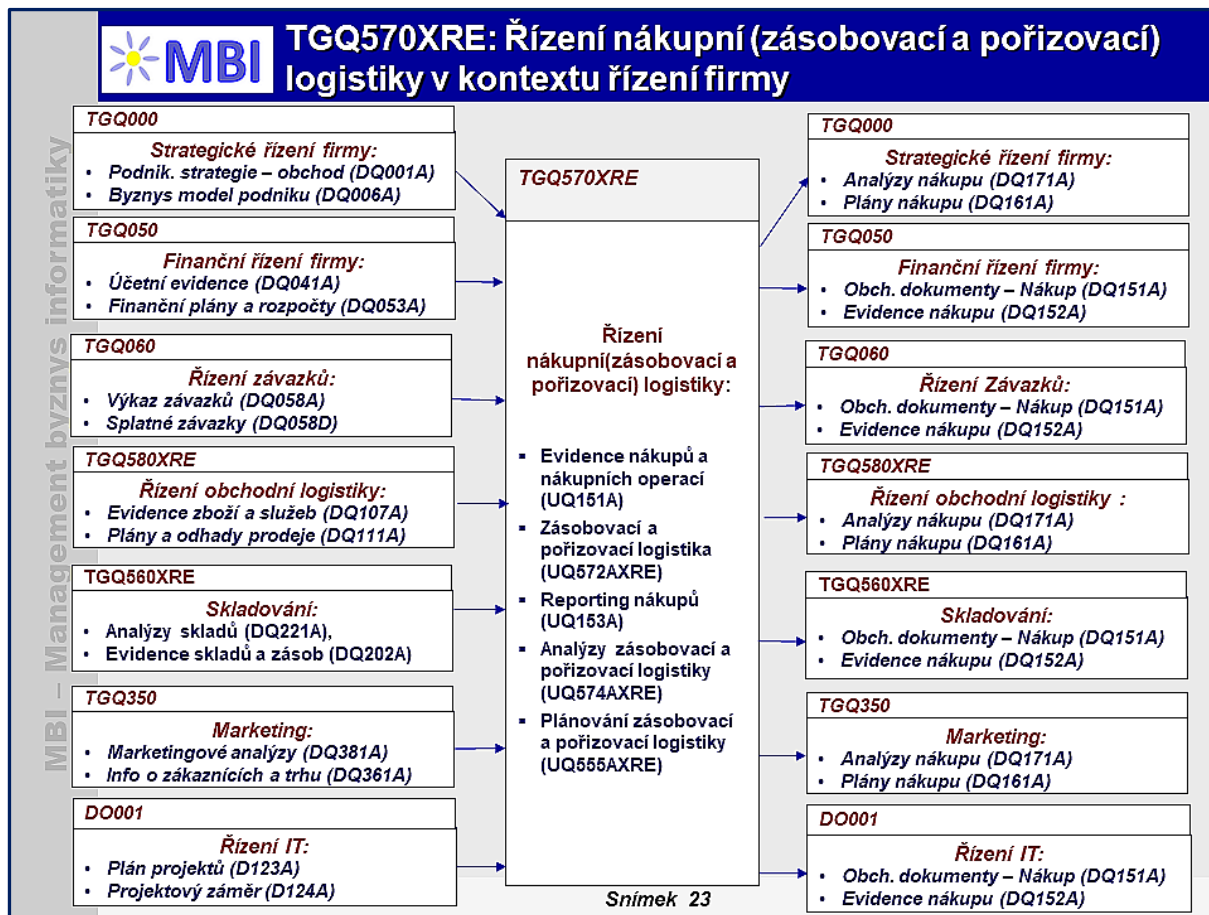 MBI
TGQ570XRE: Řízení nákupní (zásobovací a pořizovací)
logistiky v kontextu řízení firmy
MBI – Management byznys informatiky
TGQ000
Strategické řízení firmy:
• Podnik. strategie – obchod (DQ001A)
• Byznys model podniku (DQ006A)
TGQ050
Finanční řízení firmy:
• Účetní evidence (DQ041A)
• Finanční plány a rozpočty (DQ053A)
TGQ060
Řízení závazků:
• Výkaz závazků (DQ058A)
• Splatné závazky (DQ058D)
TGQ580XRE
Řízení obchodní logistiky:
• Evidence zboží a služeb (DQ107A)
• Plány a odhady prodeje (DQ111A)
TGQ560XRE
Skladování:
• Analýzy skladů (DQ221A),
• Evidence skladů a zásob (DQ202A)
TGQ350
Marketing:
• Marketingové analýzy (DQ381A)
• Info o zákaznících a trhu (DQ361A)
DO001
Řízení IT:
• Plán projektů (D123A)
• Projektový záměr (D124A)
TGQ570XRE
Řízení
nákupní(zásobovací a
pořizovací) logistiky:
▪ Evidence nákupů a
nákupních operací
(UQ151A)
▪ Zásobovací a
pořizovací logistika
(UQ572AXRE)
▪ Reporting nákupů
(UQ153A)
▪ Analýzy zásobovací a
pořizovací logistiky
(UQ574AXRE)
▪ Plánování zásobovací
a pořizovací logistiky
(UQ555AXRE)
Snímek 23
TGQ000
Strategické řízení firmy:
• Analýzy nákupu (DQ171A)
• Plány nákupu (DQ161A)
TGQ050
Finanční řízení firmy:
• Obch. dokumenty – Nákup (DQ151A)
• Evidence nákupu (DQ152A)
TGQ060
Řízení Závazků:
• Obch. dokumenty – Nákup (DQ151A)
• Evidence nákupu (DQ152A)
TGQ580XRE
Řízení obchodní logistiky :
• Analýzy nákupu (DQ171A)
• Plány nákupu (DQ161A)
TGQ560XRE
Skladování:
• Obch. dokumenty – Nákup (DQ151A)
• Evidence nákupu (DQ152A)
TGQ350
Marketing:
• Analýzy nákupu (DQ171A)
• Plány nákupu (DQ161A)
DO001
Řízení IT:
• Obch. dokumenty – Nákup (DQ151A)
• Evidence nákupu (DQ152A)